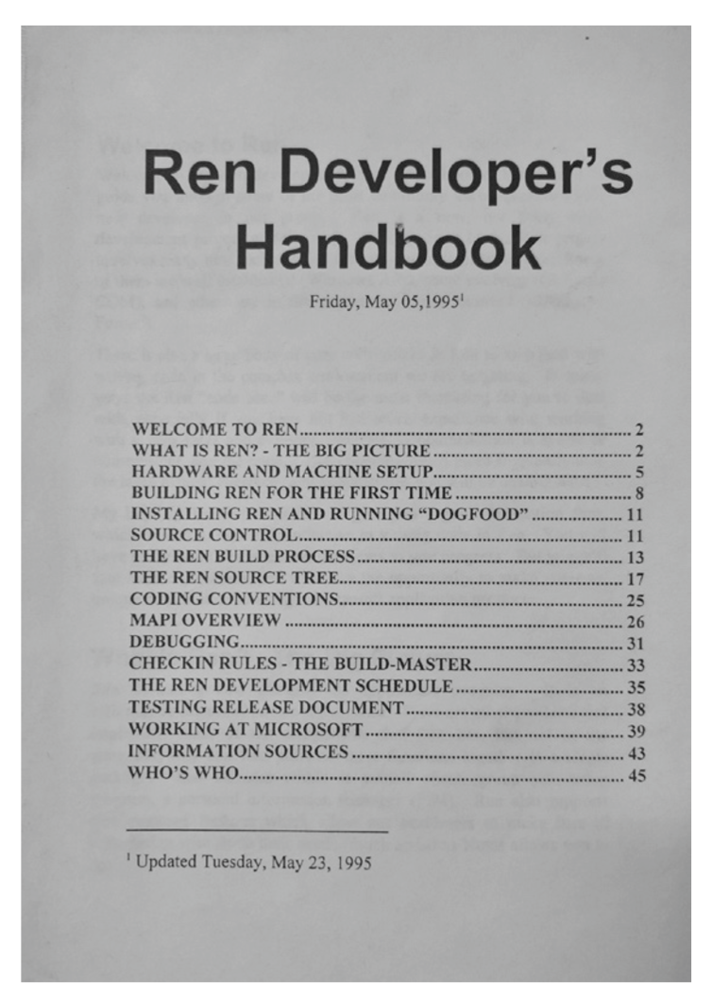 Ren Developer's
Handbook
Friday, May 05,1995¹
WELCOME TO REN........................................................................ 2
WHAT IS REN? - THE BIG PICTURE........................................... 2
HARDWARE AND MACHINE SETUP........................................... 5
BUILDING REN FOR THE FIRST TIME...................................... 8
INSTALLING REN AND RUNNING “DOGFOOD”.................... 11
SOURCE CONTROL....................................................................... 11
THE REN BUILD PROCESS.......................................................... 13
THE REN SOURCE TREE.............................................................. 17
CODING CONVENTIONS.............................................................. 25
MAPI OVERVIEW.......................................................................... 26
DEBUGGING................................................................................... 31
CHECKIN RULES - THE BUILD-MASTER................................. 33
THE REN DEVELOPMENT SCHEDULE..................................... 35
TESTING RELEASE DOCUMENT................................................ 38
WORKING AT MICROSOFT......................................................... 39
INFORMATION SOURCES............................................................ 43
WHO'S WHO.................................................................................... 45
¹ Updated Tuesday, May 23, 1995